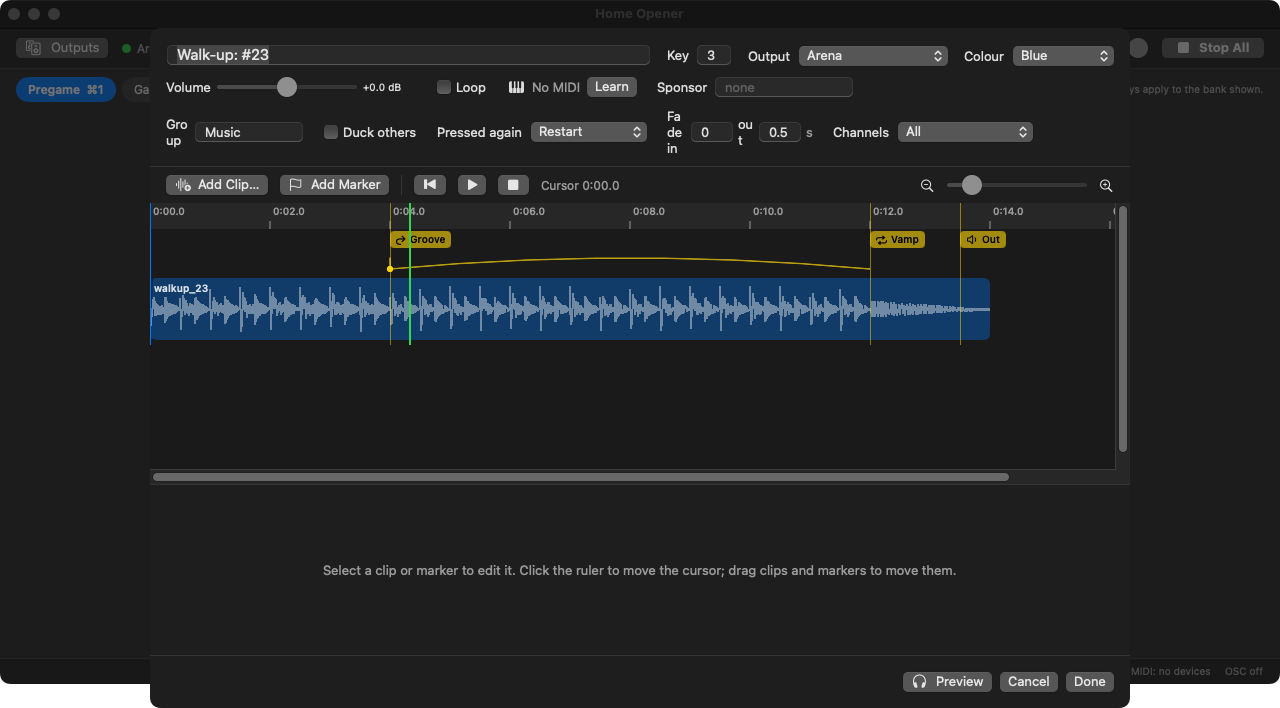 Home Opener
Outputs
Walk-up: #23
Key 3 Output Arena Colour Blue
Stop All
Volume +0.0 dB Loop No MIDI Learn Sponsor none
Pregame ⌘1
ys apply to the bank shown.
Gro
up
Music Duck others Pressed again Restart
Fa
de
in
0
ou
t
0.5 s Channels All
Add Clip... Add Marker Cursor 0:00.0
0:00.0 0:02.0 0:04.0 0:06.0 0:08.0 0:10.0 0:12.0 0:14.0
Groove Vamp Out
walkup_23
Select a clip or marker to edit it. Click the ruler to move the cursor; drag clips and markers to move them.
MIDI: no devices OSC off
Preview Cancel Done